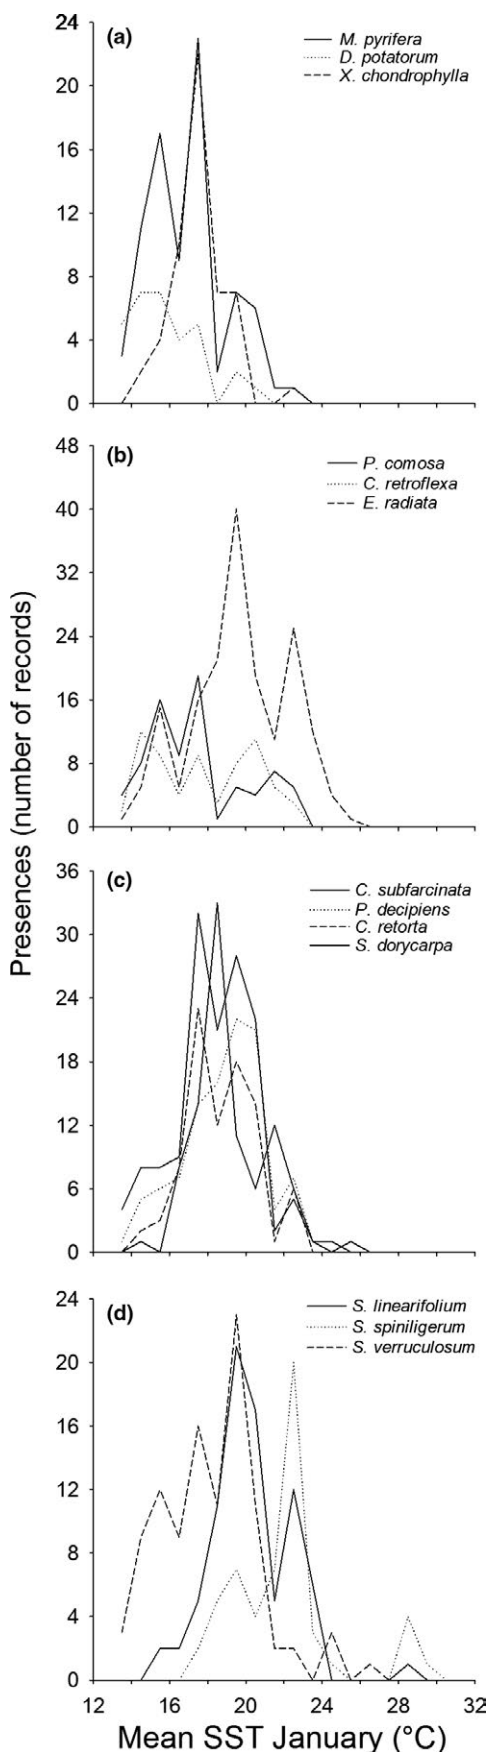 Presences (number of records)
(a)
M. pyrifera
D. potatorum
X. chondrophylla
24
20
16
12
8
4
0
(b)
P. comosa
C. retroflexa
E. radiata
48
40
32
24
16
8
0
(c)
C. subfarcinata
P. decipiens
C. retorta
S. dorycarpa
36
30
24
18
12
6
0
(d)
S. linearifolium
S. spiniligerum
S. verruculosum
24
20
16
12
8
4
0
12 16 20 24 28 32
Mean SST January (°C)